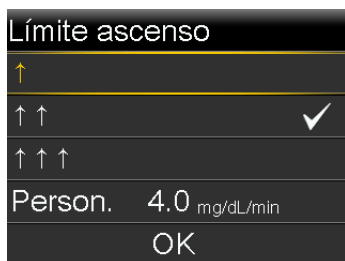 Límite ascenso
↑
↑ ↑
↑ ↑ ↑
Person. 4.0 mg/dL/min
OK